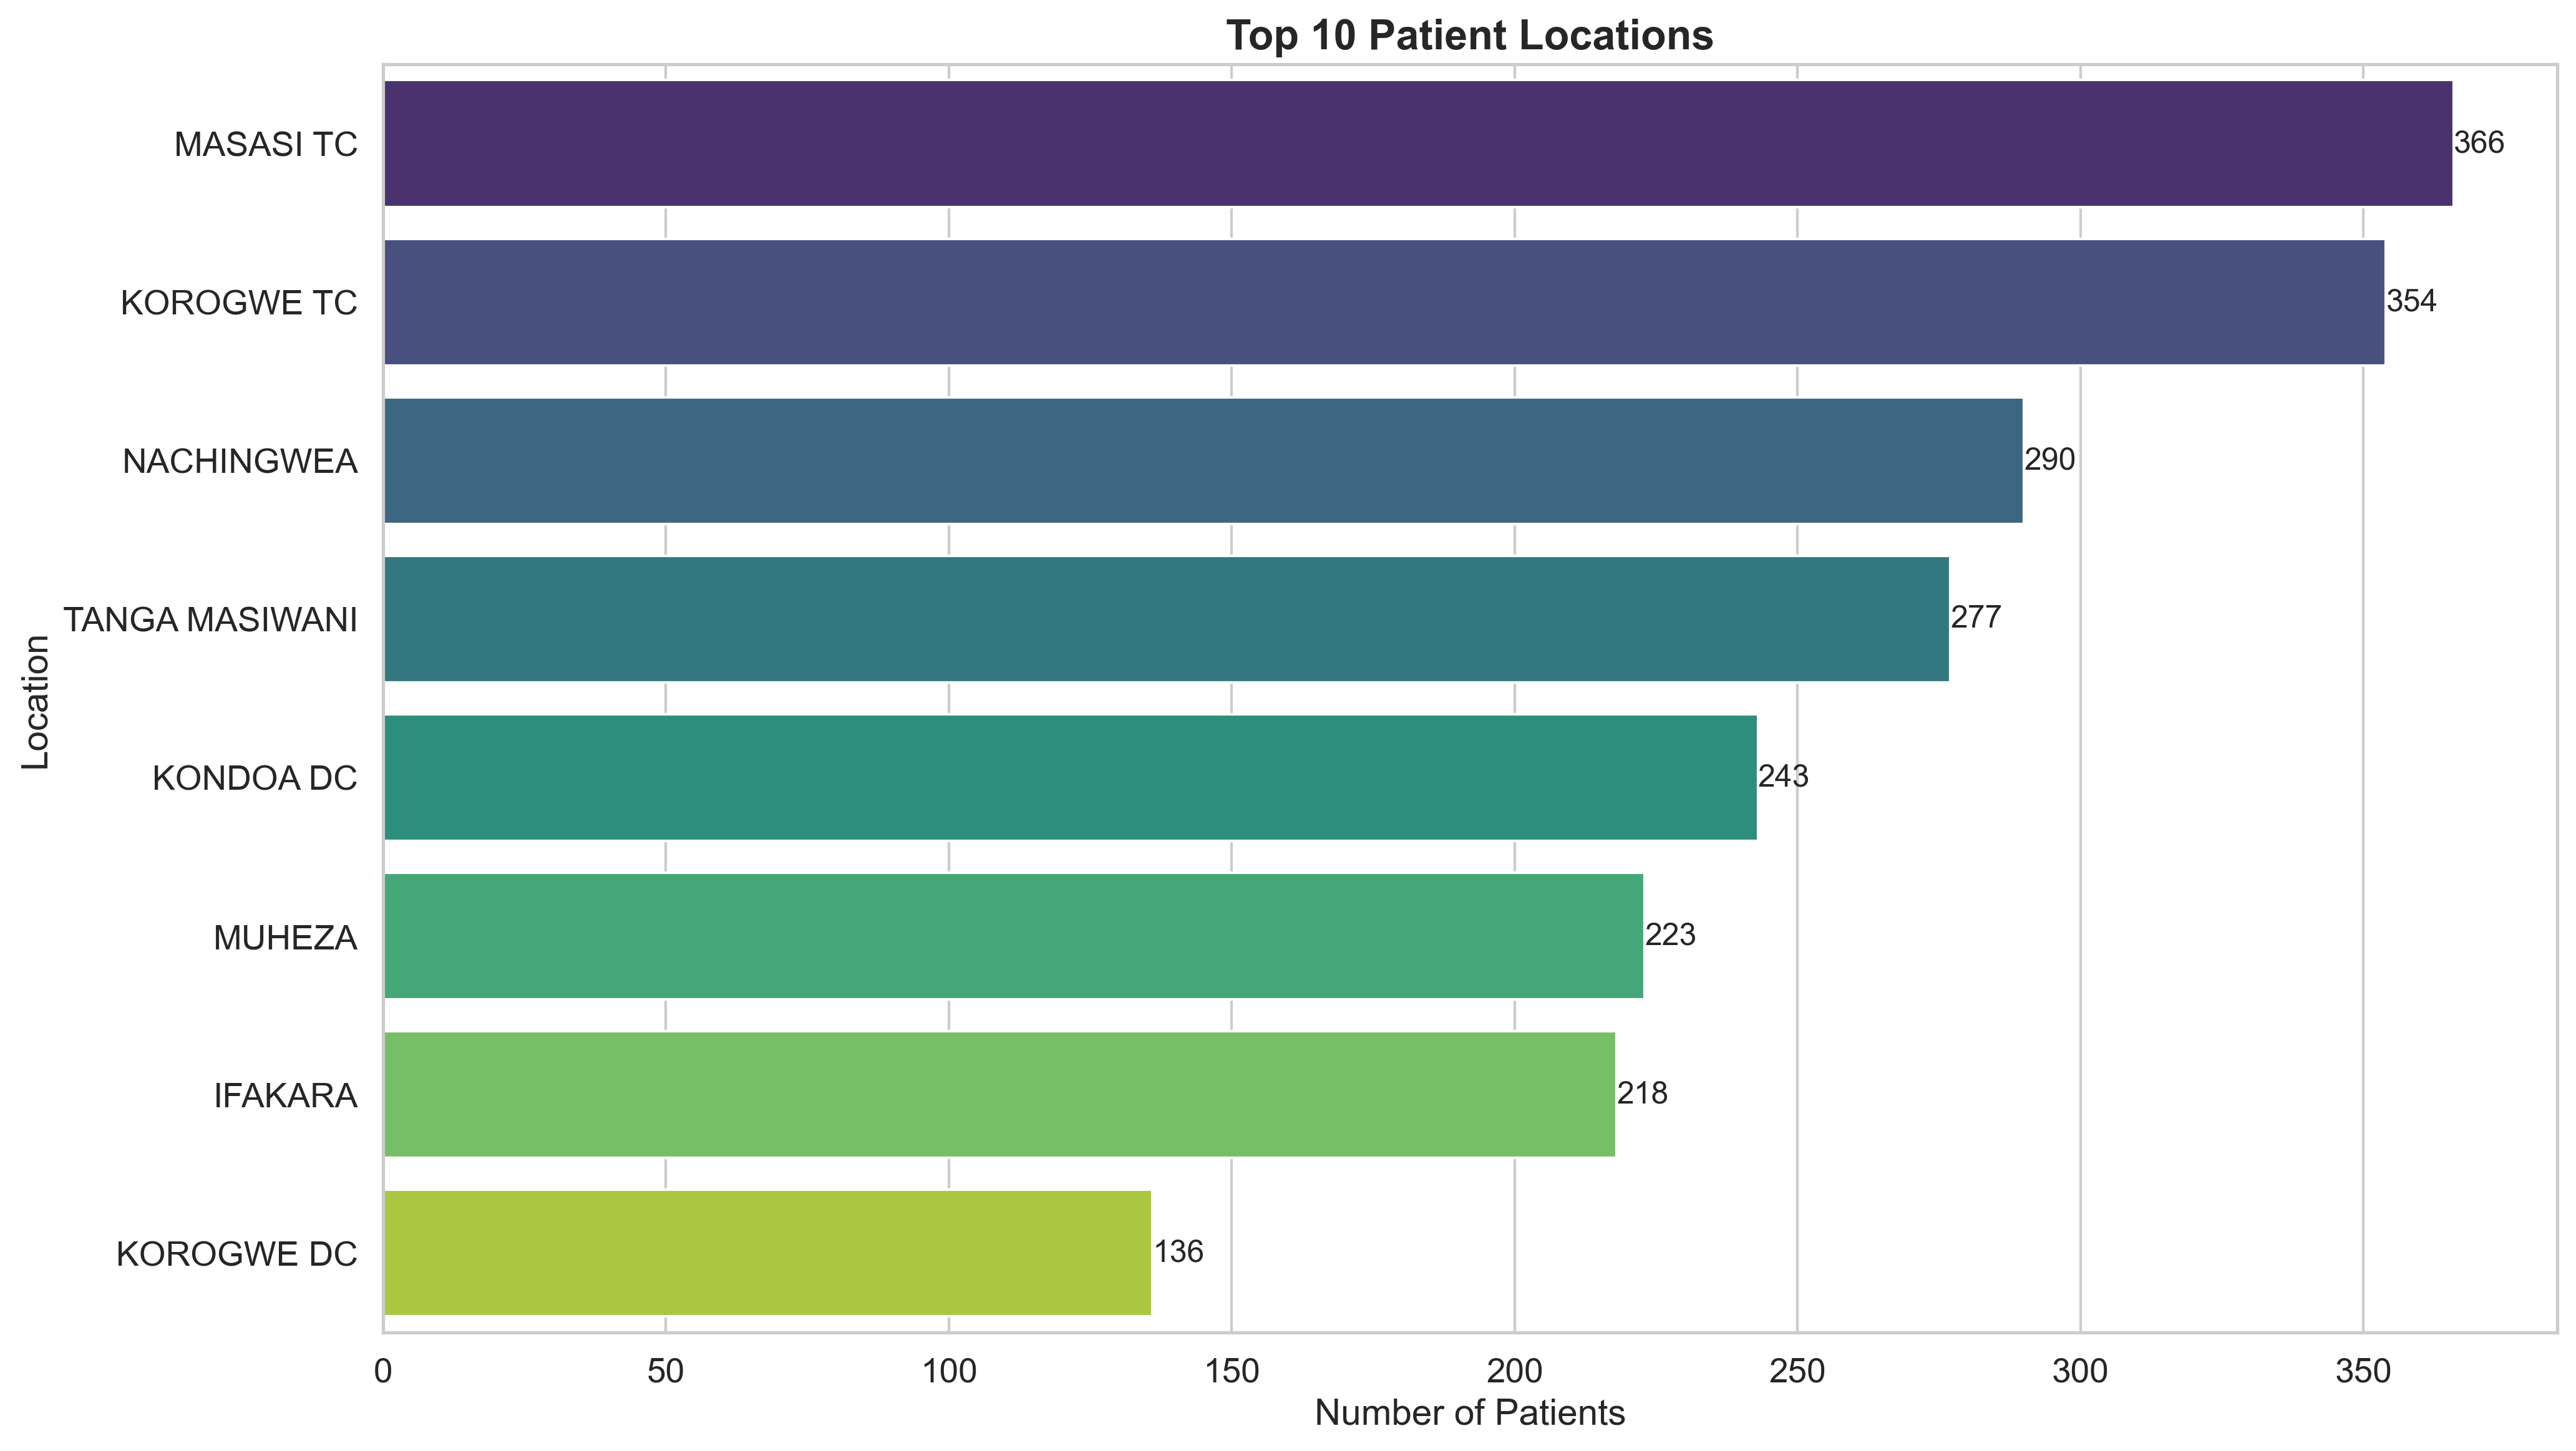 Top 10 Patient Locations
MASASI TC
366
KOROGWE TC
354
NACHINGWEA
290
TANGA MASIWANI
277
KONDOA DC
243
MUHEZA
223
IFAKARA
218
KOROGWE DC
136
Location
0 50 100 150 200 250 300 350
Number of Patients